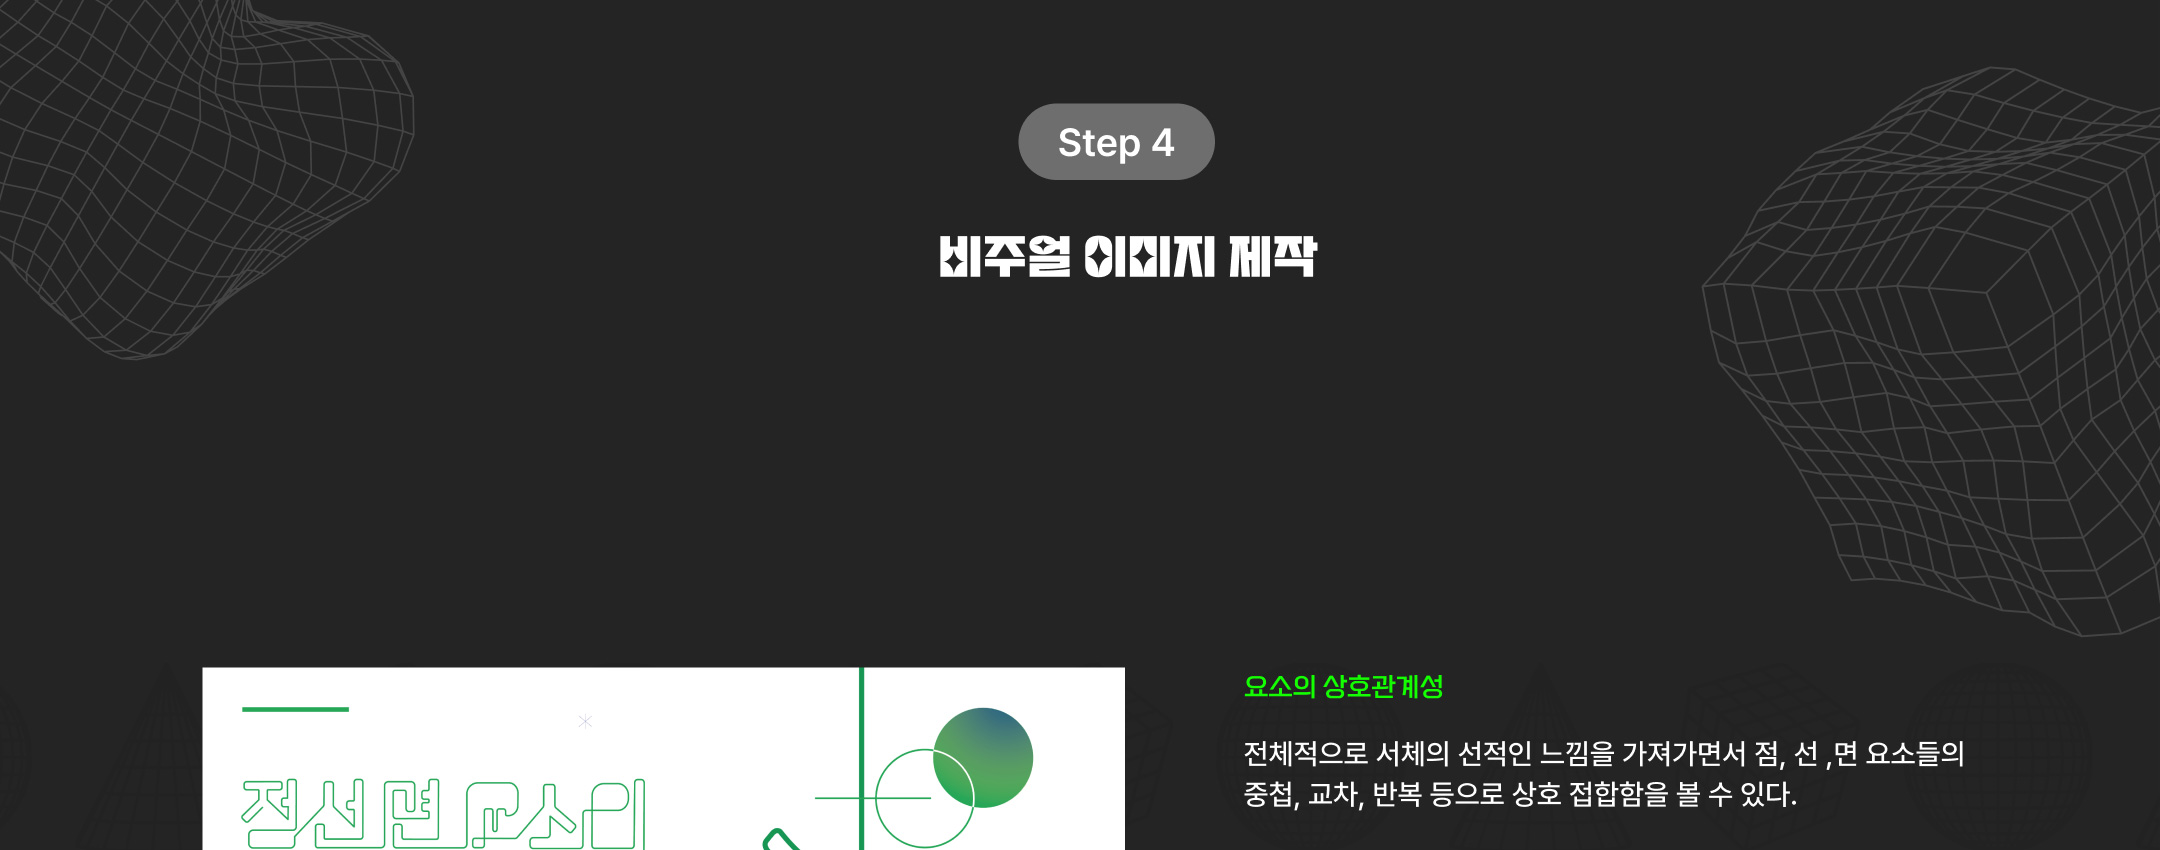 Step 4
비주얼 이미지 제작
요소의 상호관계성
전체적으로 서체의 선적인 느낌을 가져가면서 점, 선 ,면 요소들의
중첩, 교차, 반복 등으로 상호 접합함을 볼 수 있다.
점선면 요소의